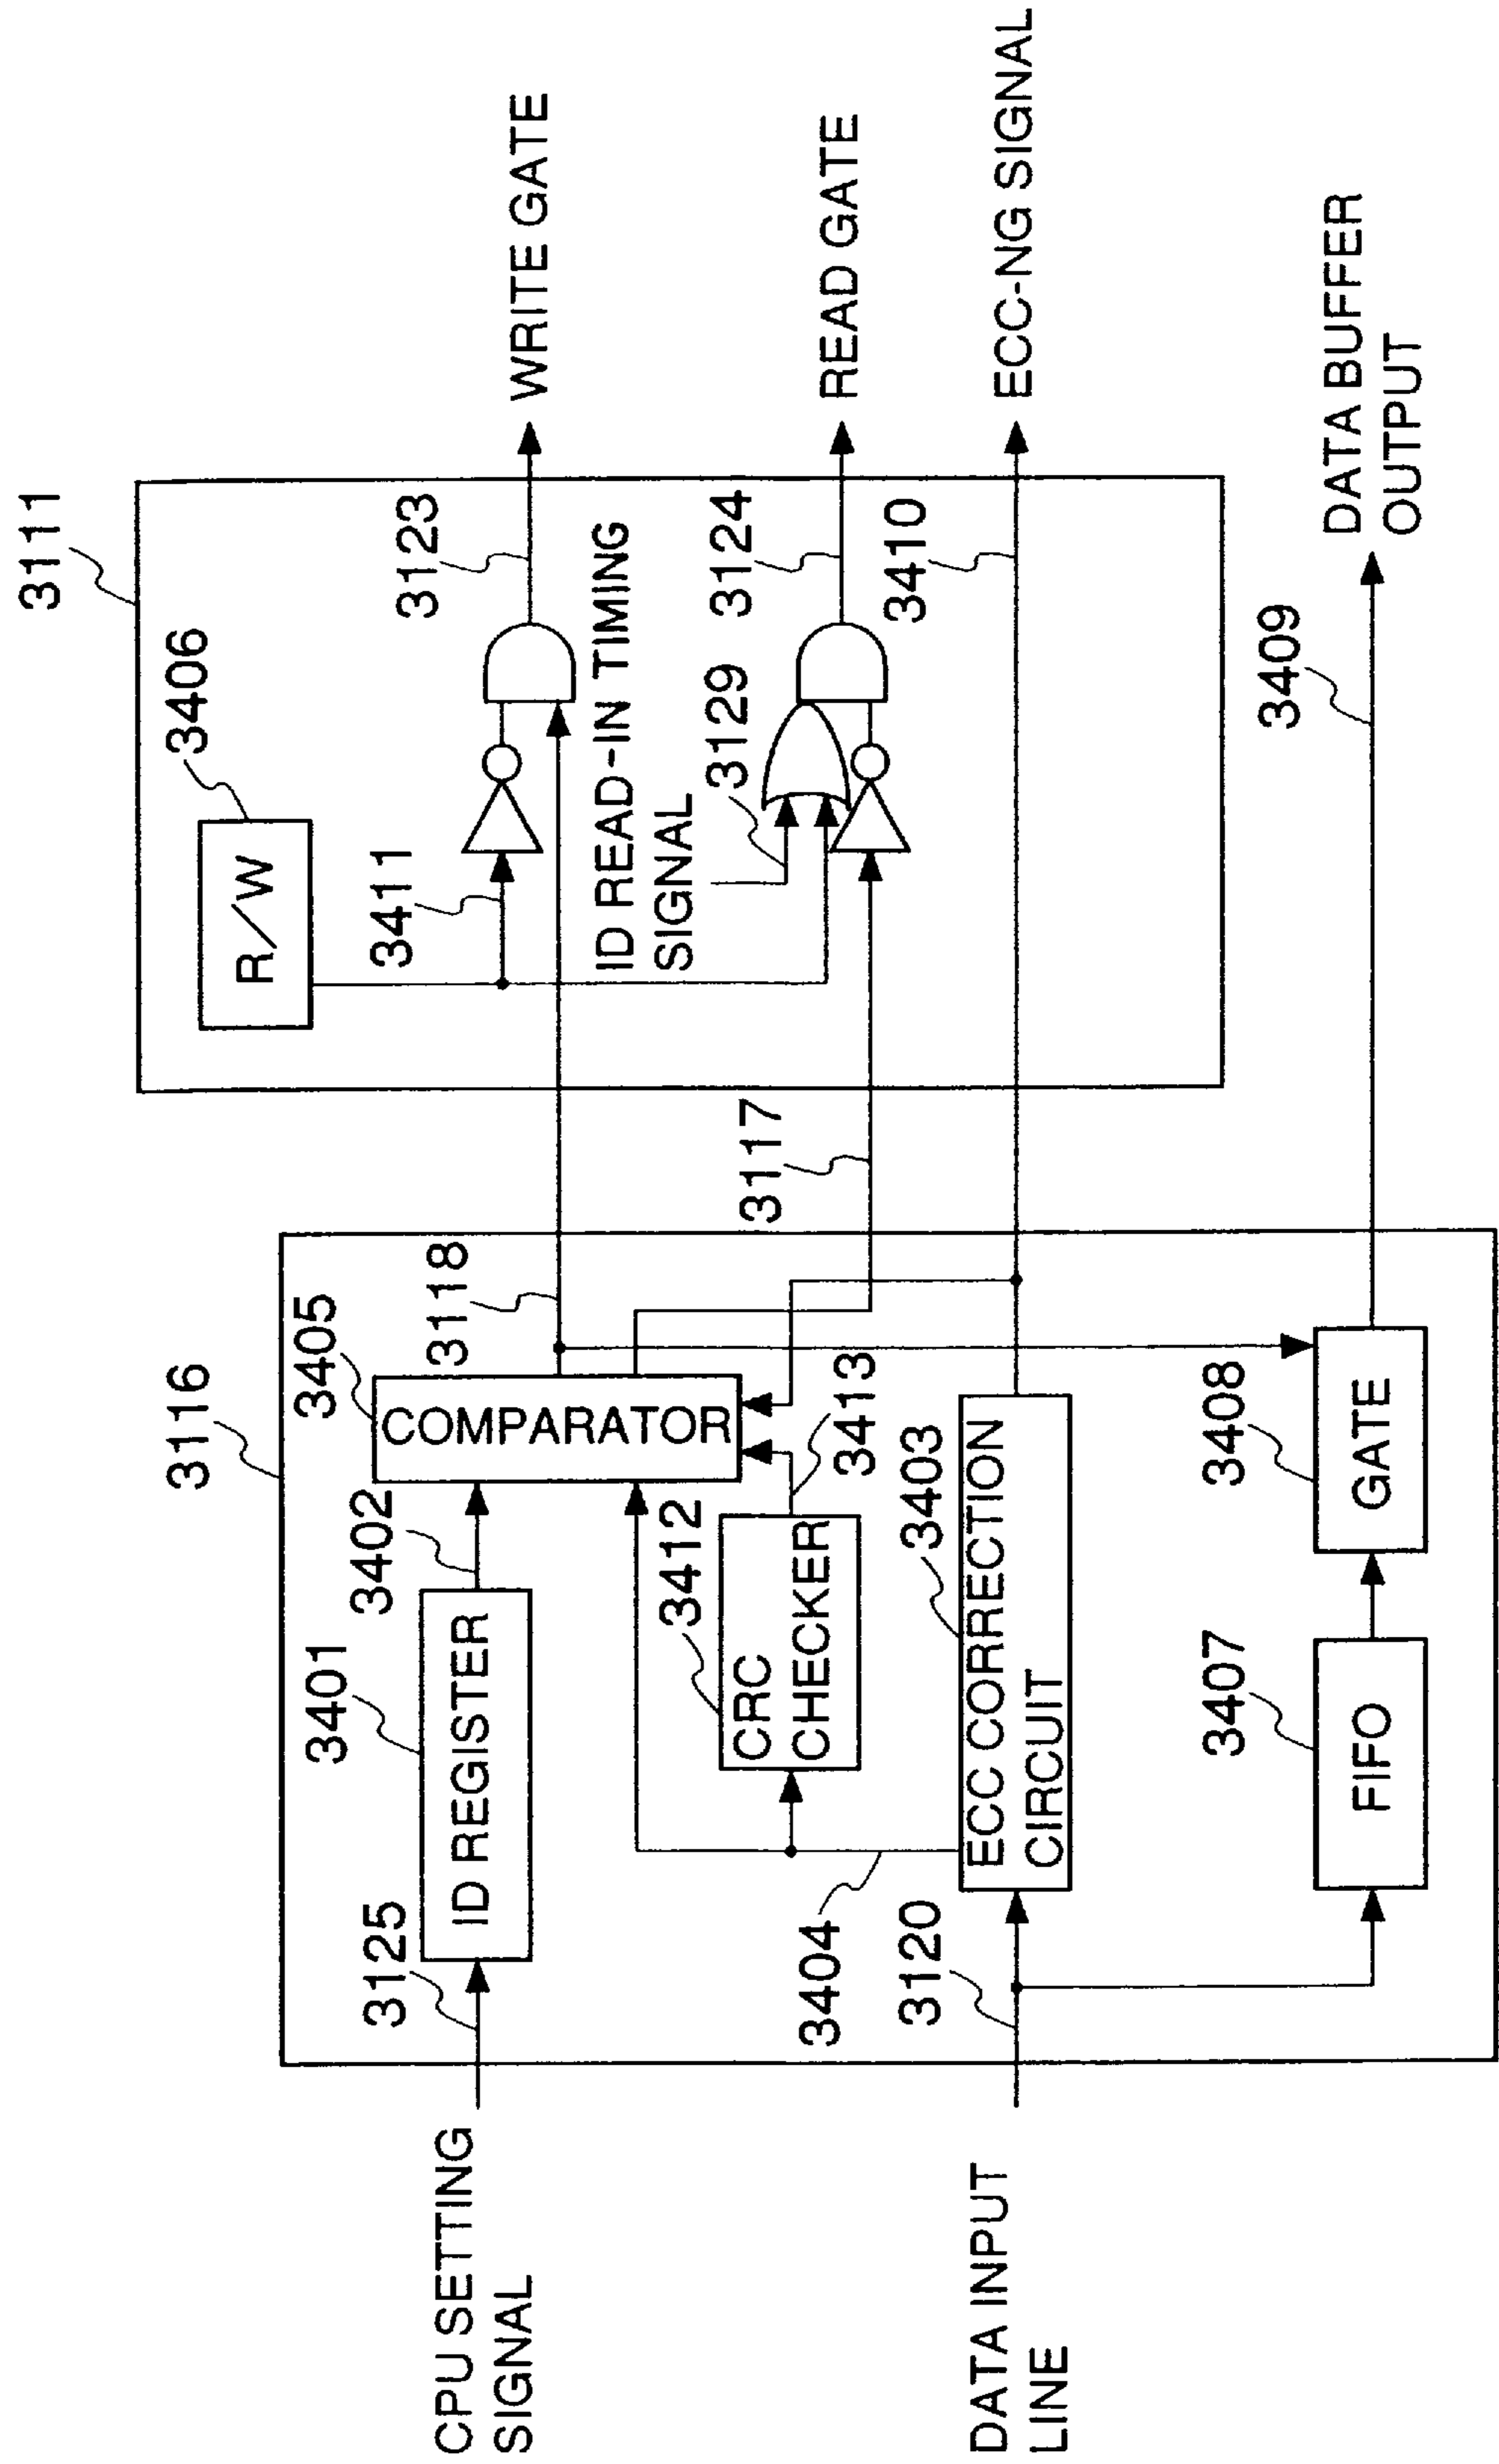 3111
3406
R/W
3411
3123
WRITE GATE
ID READ-IN TIMING
SIGNAL
3129
3124
READ GATE
3410
ECC-NG SIGNAL
3116
3405
COMPARATOR
3118
3117
3402
3401
ID REGISTER
3125
CPU SETTING
SIGNAL
3412
CRC
CHECKER
3413
3403
ECC CORRECTION
CIRCUIT
3404
3120
DATA INPUT
LINE
3407
FIFO
3408
GATE
3409
DATA BUFFER
OUTPUT